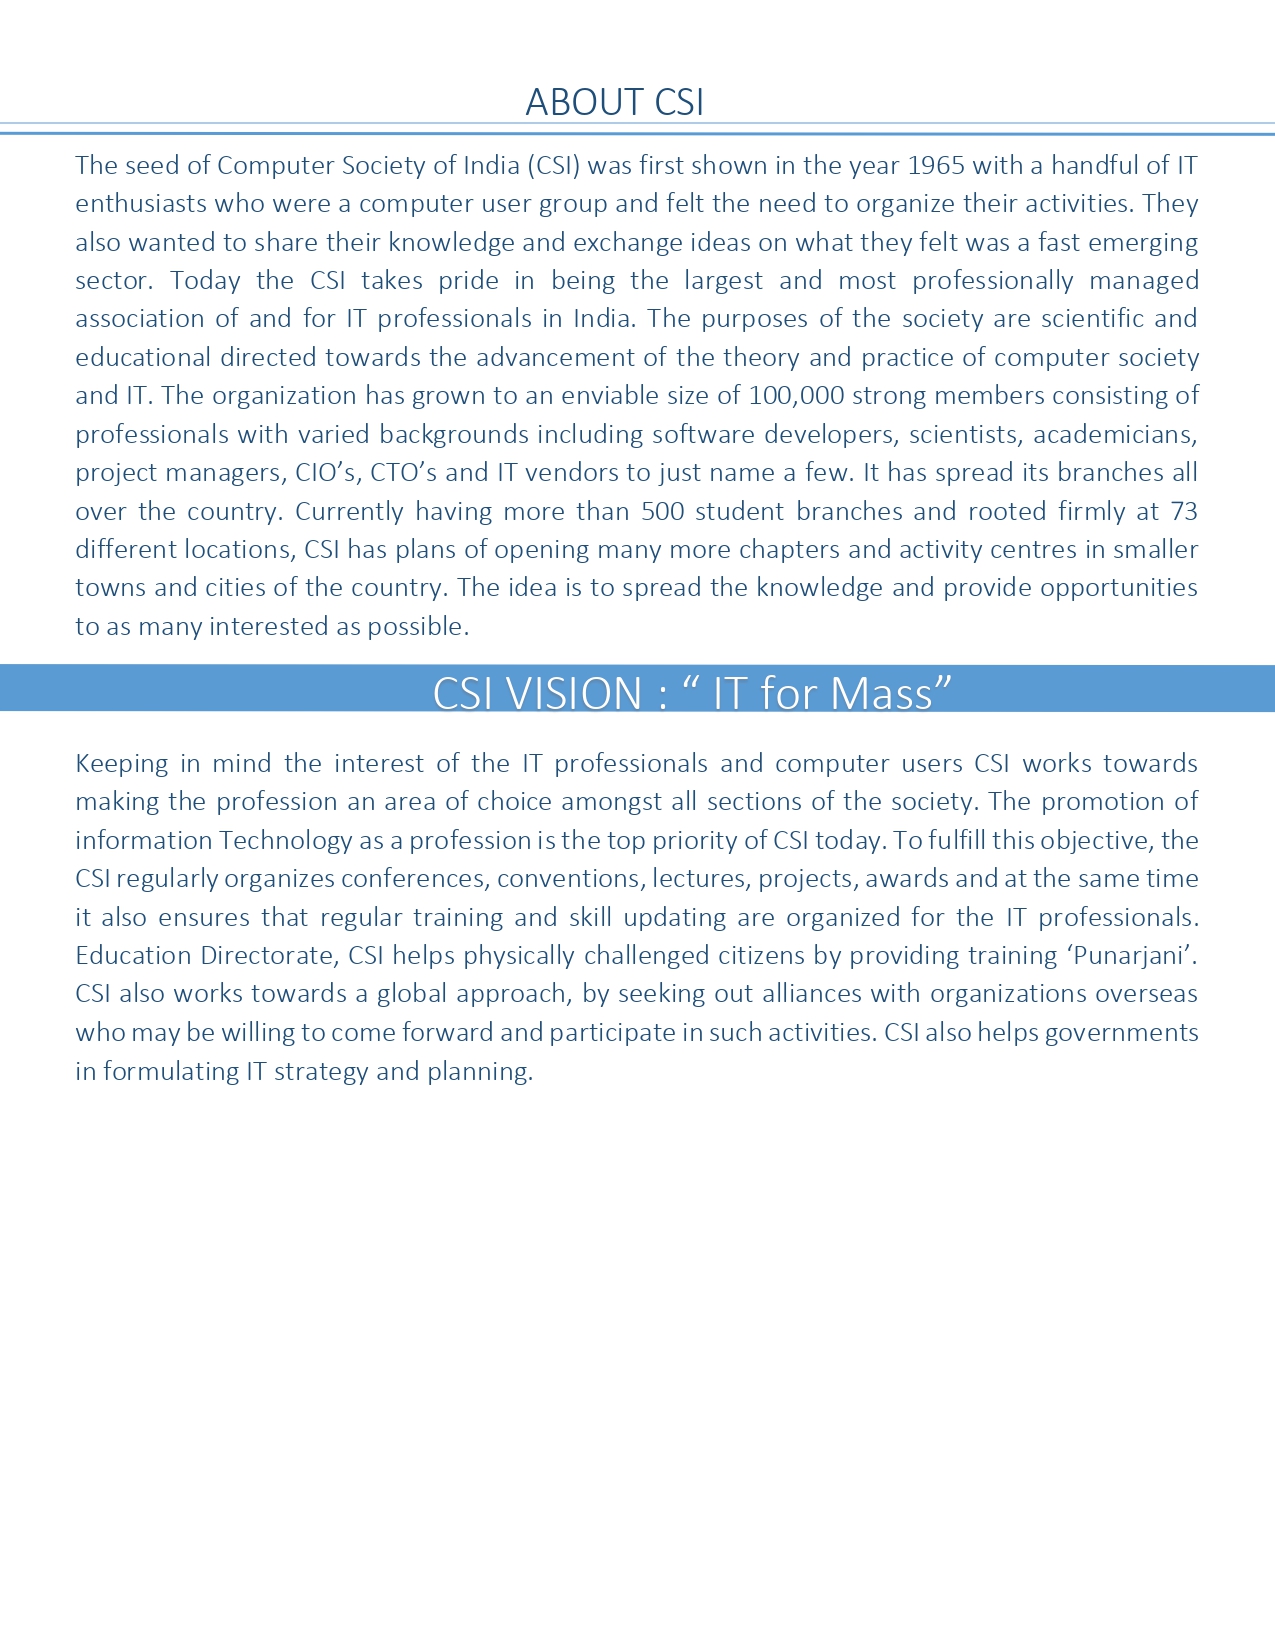 ABOUT CSI
The seed of Computer Society of India (CSI) was first shown in the year 1965 with a handful of IT
enthusiasts who were a computer user group and felt the need to organize their activities. They
also wanted to share their knowledge and exchange ideas on what they felt was a fast emerging
sector. Today the CSI takes pride in being the largest and most professionally managed
association of and for IT professionals in India. The purposes of the society are scientific and
educational directed towards the advancement of the theory and practice of computer society
and IT. The organization has grown to an enviable size of 100,000 strong members consisting of
professionals with varied backgrounds including software developers, scientists, academicians,
project managers, CIO’s, CTO’s and IT vendors to just name a few. It has spread its branches all
over the country. Currently having more than 500 student branches and rooted firmly at 73
different locations, CSI has plans of opening many more chapters and activity centres in smaller
towns and cities of the country. The idea is to spread the knowledge and provide opportunities
to as many interested as possible.
CSI VISION : “ IT for Mass”
Keeping in mind the interest of the IT professionals and computer users CSI works towards
making the profession an area of choice amongst all sections of the society. The promotion of
information Technology as a profession is the top priority of CSI today. To fulfill this objective, the
CSI regularly organizes conferences, conventions, lectures, projects, awards and at the same time
it also ensures that regular training and skill updating are organized for the IT professionals.
Education Directorate, CSI helps physically challenged citizens by providing training ‘Punarjani’.
CSI also works towards a global approach, by seeking out alliances with organizations overseas
who may be willing to come forward and participate in such activities. CSI also helps governments
in formulating IT strategy and planning.